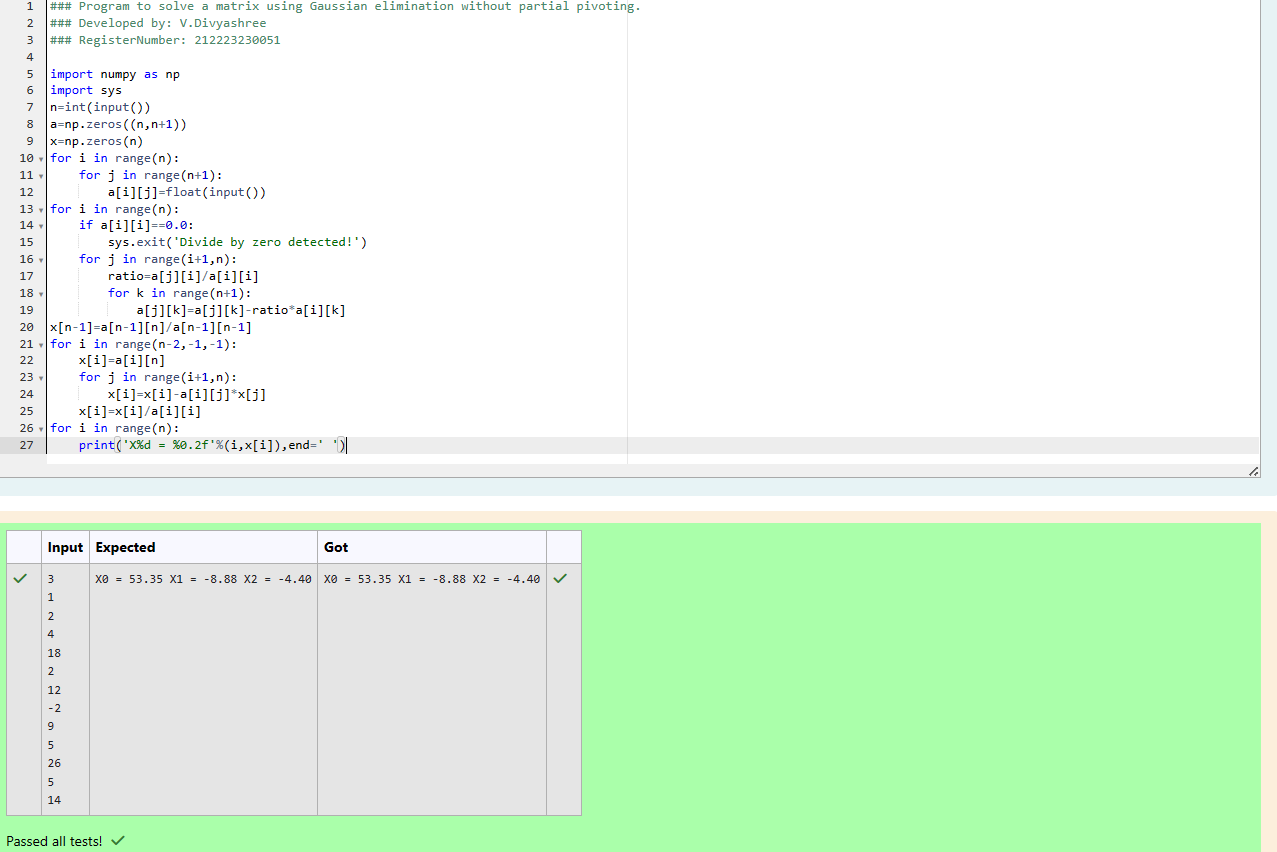 1 ### Program to solve a matrix using Gaussian elimination without partial pivoting.
2 ### Developed by: V.Divyashree
3 ### RegisterNumber: 212223230051
4
5 import numpy as np
6 import sys
7 n=int(input())
8 a=np.zeros((n,n+1))
9 x=np.zeros(n)
10 for i in range(n):
11     for j in range(n+1):
12         a[i][j]=float(input())
13 for i in range(n):
14     if a[i][i]==0.0:
15         sys.exit('Divide by zero detected!')
16     for j in range(i+1,n):
17         ratio=a[j][i]/a[i][i]
18         for k in range(n+1):
19             a[j][k]=a[j][k]-ratio*a[i][k]
20 x[n-1]=a[n-1][n]/a[n-1][n-1]
21 for i in range(n-2,-1,-1):
22     x[i]=a[i][n]
23     for j in range(i+1,n):
24         x[i]=x[i]-a[i][j]*x[j]
25     x[i]=x[i]/a[i][i]
26 for i in range(n):
27     print('X%d = %0.2f'%(i,x[i]),end=' ')
Input Expected Got
3 X0 = 53.35 X1 = -8.88 X2 = -4.40 X0 = 53.35 X1 = -8.88 X2 = -4.40
1
2
4
18
2
12
-2
9
5
26
5
14
Passed all tests!